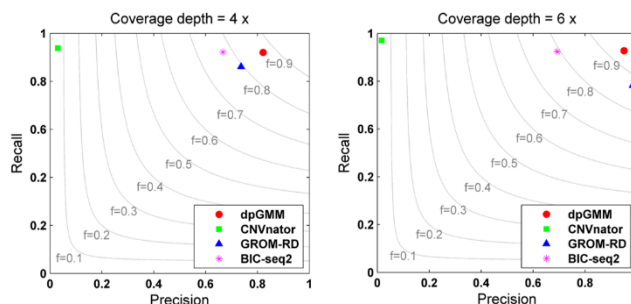 Coverage depth = 4 x
1
0.8
0.6
0.2
0.2
0
Recall
f=0.9
f=0.8
f=0.7
f=0.6
f=0.5
f=0.4
f=0.3
f=0.2
f=0.1
dpGMM
CNVnator
GROM-RD
BIC-seq2
0 0.2 0.4 0.6 0.8 1
Precision
Coverage depth = 6 x
1
0.8
0.6
0.2
0.2
0
Recall
f=0.9
f=0.8
f=0.7
f=0.6
f=0.5
f=0.4
f=0.3
f=0.2
f=0.1
dpGMM
CNVnator
GROM-RD
BIC-seq2
0 0.2 0.4 0.6 0.8
Precision